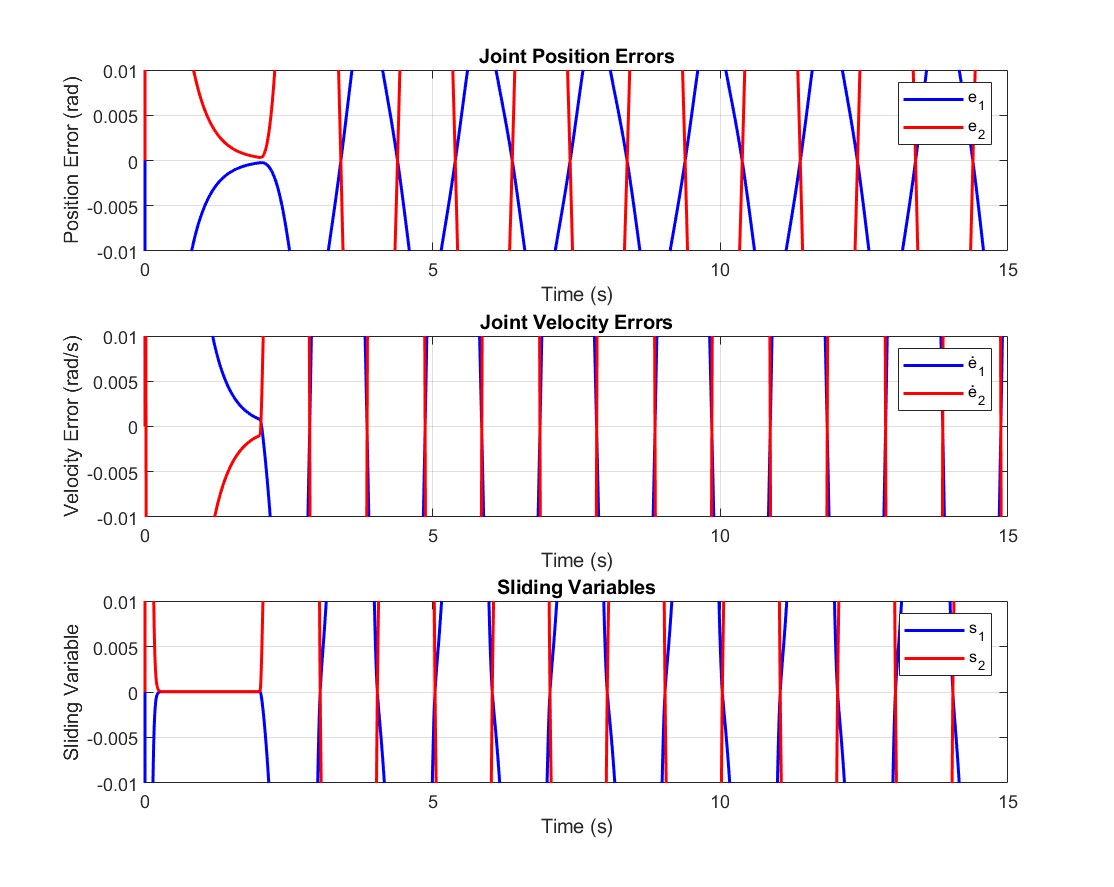 Joint Position Errors
Position Error (rad)
0.01
0.005
0
-0.005
-0.01
0
5
10
15
Time (s)
e1
e2
Joint Velocity Errors
Velocity Error (rad/s)
0.01
0.005
0
-0.005
-0.01
0
5
10
15
Time (s)
ė1
ė2
Sliding Variables
Sliding Variable
0.01
0.005
0
-0.005
-0.01
0
5
10
15
Time (s)
s1
s2